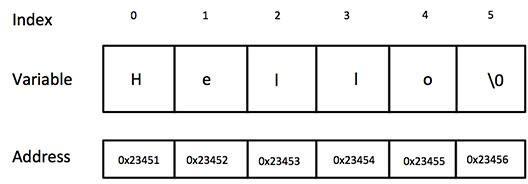 Index 0 1 2 3 4 5
Variable H e l l o \0
Address 0x23451 0x23452 0x23453 0x23454 0x23455 0x23456